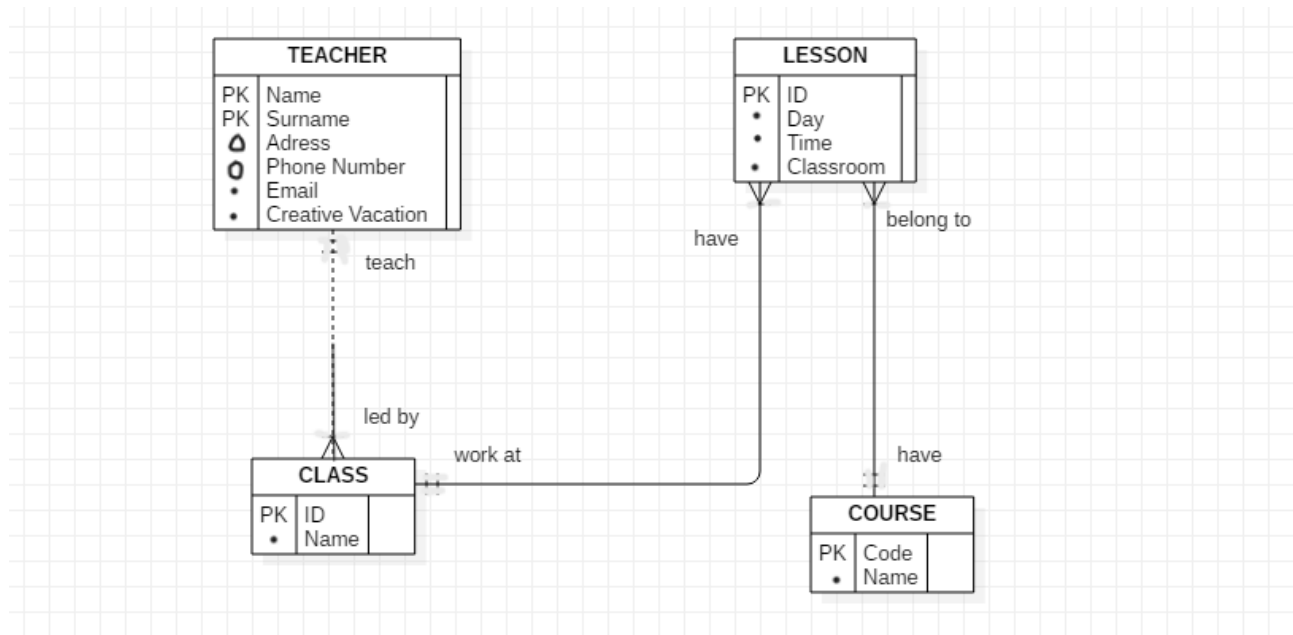 TEACHER
PK Name
PK Surname
Adress
Phone Number
• Email
• Creative Vacation
teach
led by
CLASS
PK ID
• Name
work at
LESSON
PK ID
• Day
• Time
• Classroom
have
belong to
have
COURSE
PK Code
• Name